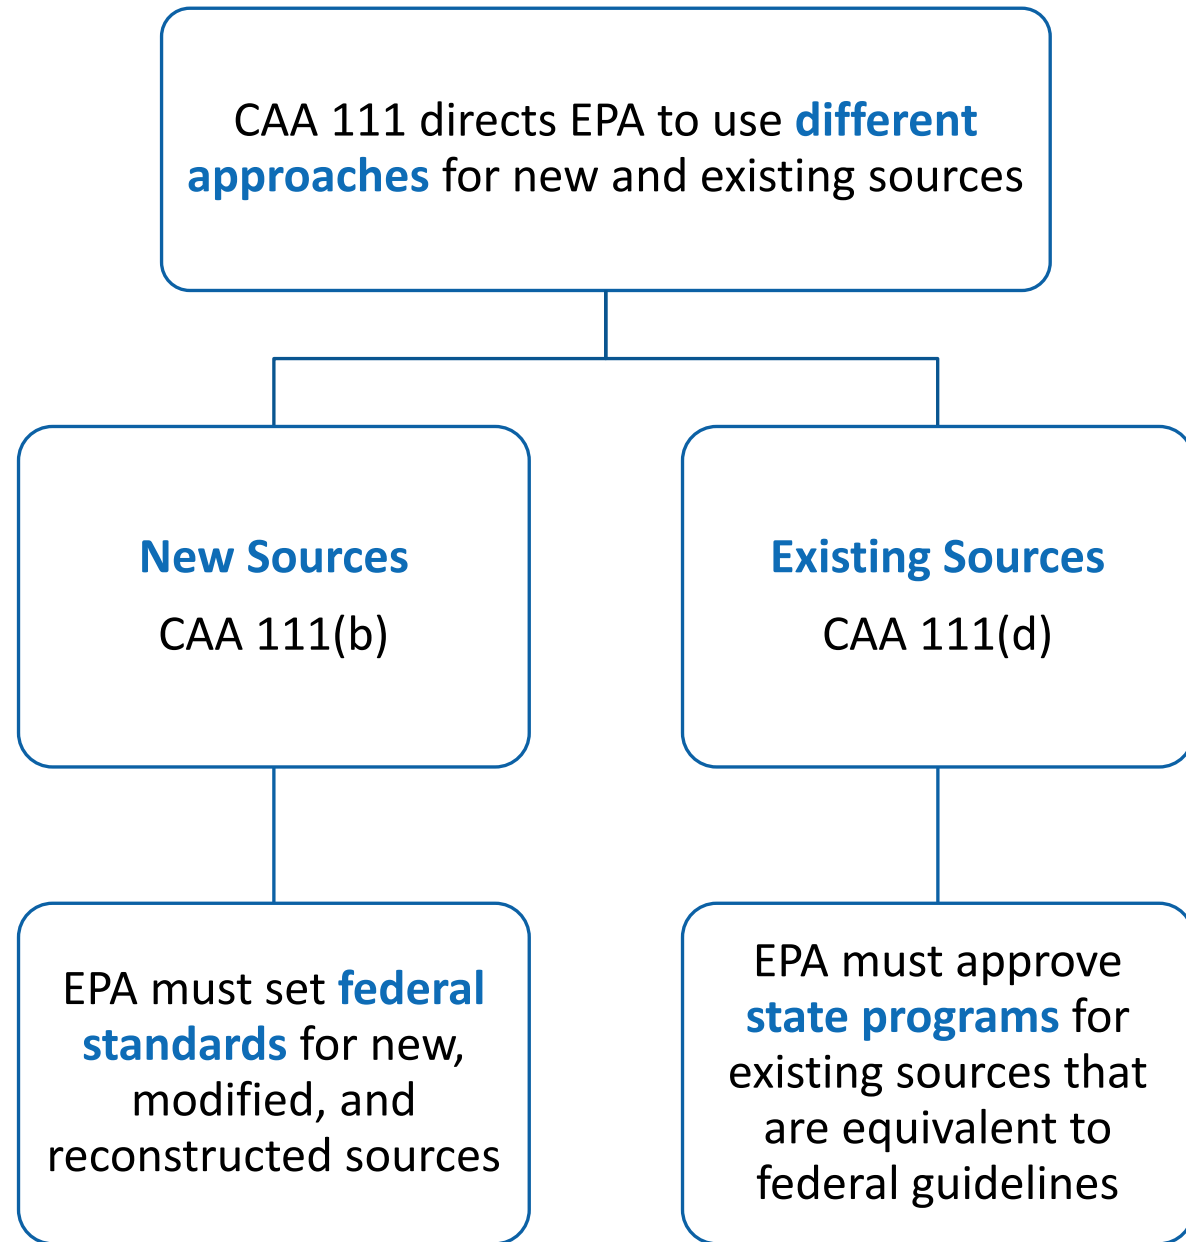 CAA 111 directs EPA to use different
approaches for new and existing sources
New Sources
CAA 111(b)
Existing Sources
CAA 111(d)
EPA must set federal
standards for new,
modified, and
reconstructed sources
EPA must approve
state programs for
existing sources that
are equivalent to
federal guidelines